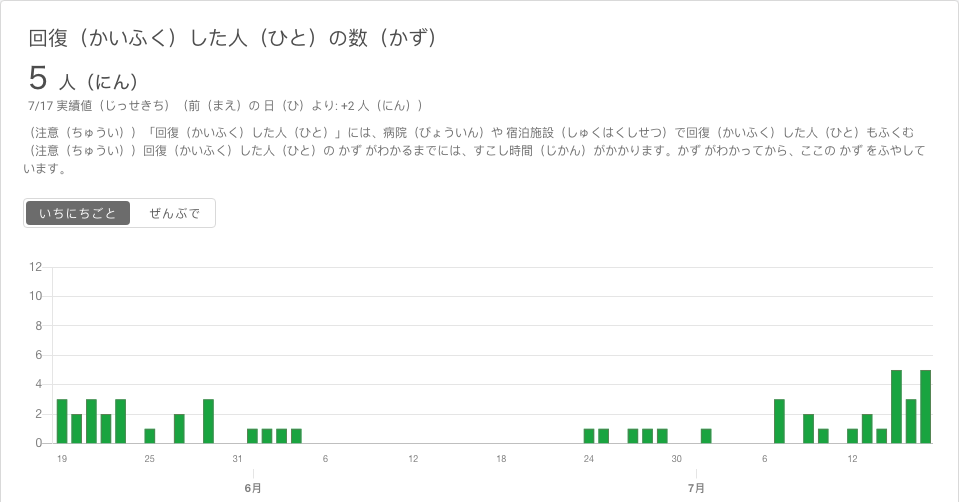 回復（かいふく）した人（ひと）の数（かず）
5 人（にん）
7/17 実績値（じっせきち）（前（まえ）の 日（ひ）より: +2 人（にん））
（注意（ちゅうい））「回復（かいふく）した人（ひと）」には、病院（びょういん）や 宿泊施設（しゅくはくしせつ）で回復（かいふく）した人（ひと）もふくむ
（注意（ちゅうい））回復（かいふく）した人（ひと）の かず がわかるまでには、すこし時間（じかん）がかかります。かず がわかってから、ここの かず をふやして
います。
いちにちごと ぜんぶで
12
10
8
6
4
2
0
19 25 31 6 12 18 24 30 6 12
6月 7月